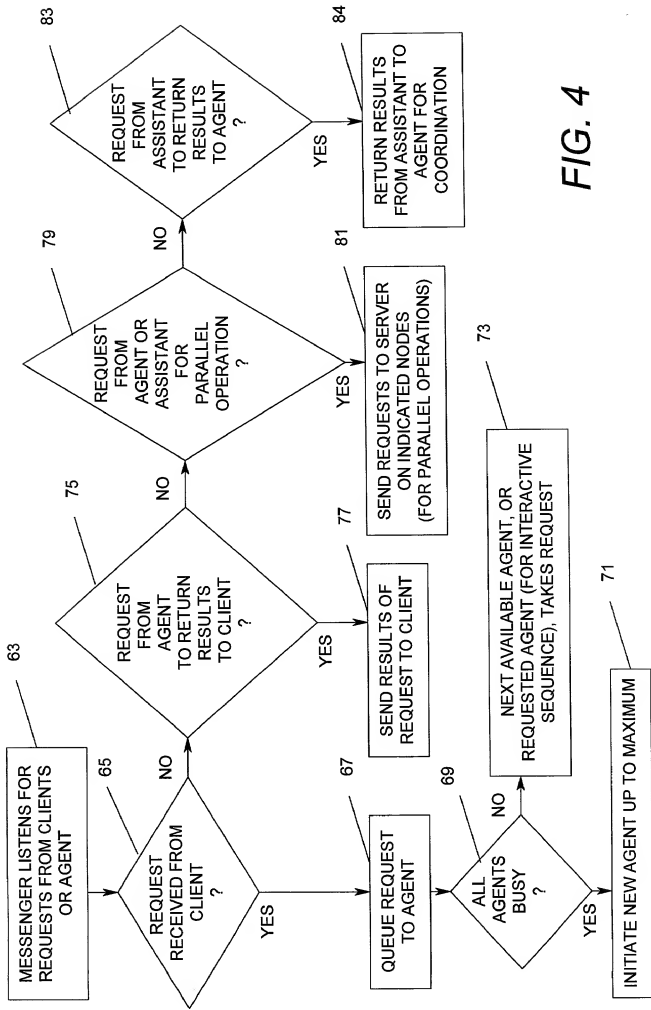 63
MESSENGER LISTENS FOR
REQUESTS FROM CLIENTS
OR AGENT
65
REQUEST
RECEIVED FROM
CLIENT
?
NO
YES
67
QUEUE REQUEST
TO AGENT
69
ALL
AGENTS
BUSY
?
NO
YES
71
INITIATE NEW AGENT UP TO MAXIMUM
73
NEXT AVAILABLE AGENT, OR
REQUESTED AGENT (FOR INTERACTIVE
SEQUENCE), TAKES REQUEST
75
REQUEST
FROM
AGENT
TO RETURN
RESULTS
TO CLIENT
?
NO
YES
77
SEND RESULTS OF
REQUEST TO CLIENT
79
REQUEST
FROM
AGENT OR
ASSISTANT
FOR
PARALLEL
OPERATION
?
NO
YES
81
SEND REQUESTS TO SERVER
ON INDICATED NODES
(FOR PARALLEL OPERATIONS)
83
REQUEST
FROM
ASSISTANT
TO RETURN
RESULTS
TO AGENT
?
YES
84
RETURN RESULTS
FROM ASSISTANT TO
AGENT FOR
COORDINATION
FIG. 4